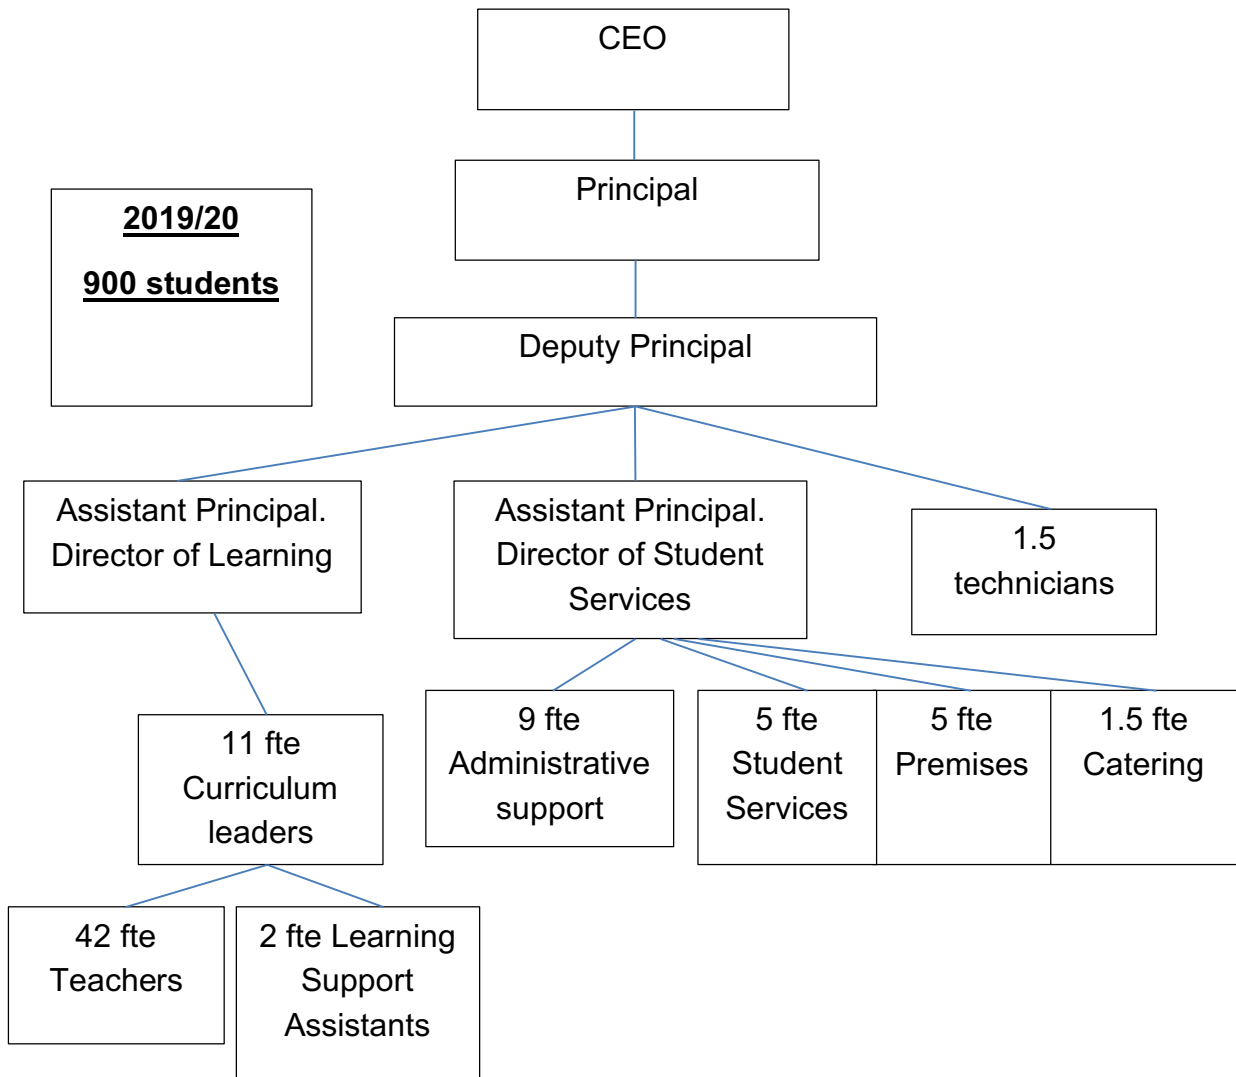 CEO
Principal
2019/20
900 students
Deputy Principal
Assistant Principal.
Director of Learning
Assistant Principal.
Director of Student
Services
1.5
technicians
11 fte
Curriculum
leaders
9 fte
Administrative
support
5 fte
Student
Services
5 fte
Premises
1.5 fte
Catering
42 fte
Teachers
2 fte Learning
Support
Assistants